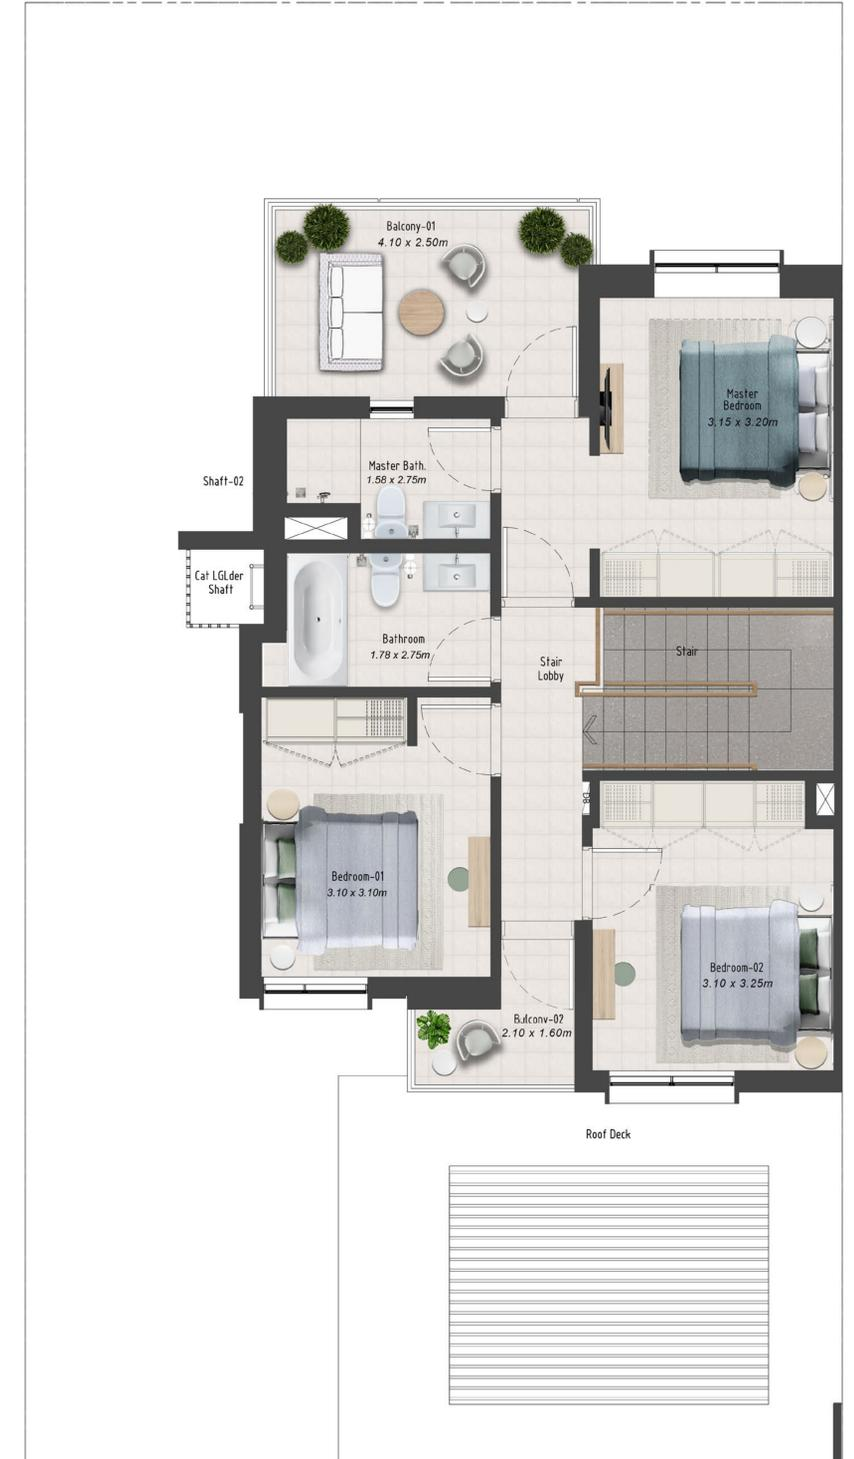 Balcony-01
4.10 x 2.50m
Master
Bedroom
3.15 x 3.20m
Master Bath.
1.58 x 2.75m
Shaft-02
Cat LGLder
Shaft
Bathroom
1.78 x 2.75m
Stair
Lobby
Stair
DB
Bedroom-01
3.10 x 3.10m
Bedroom-02
3.10 x 3.25m
Balcony-02
2.10 x 1.60m
Roof Deck